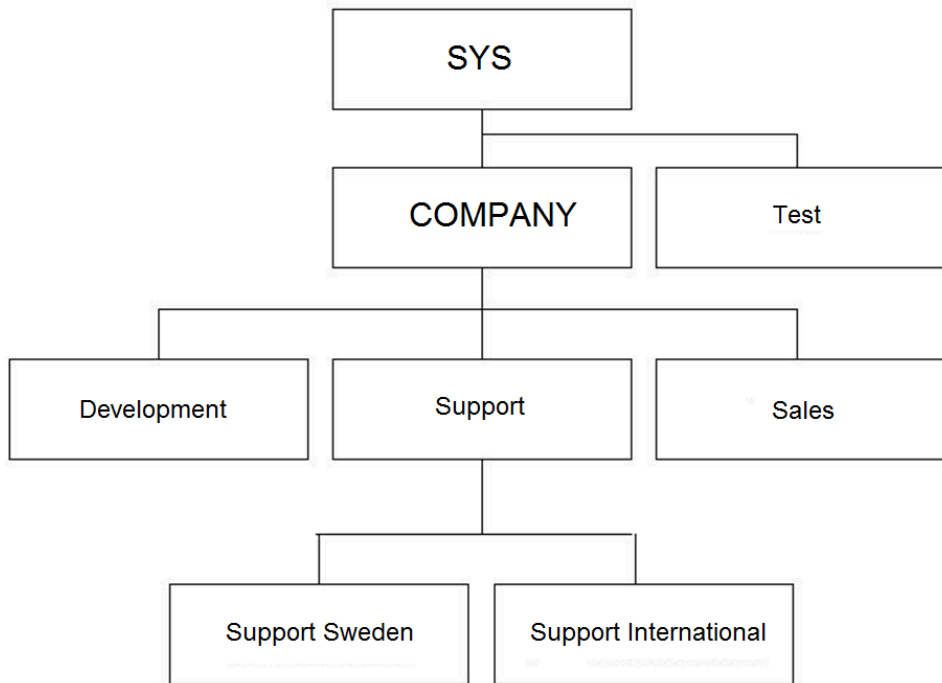 SYS
COMPANY
Test
Development
Support
Sales
Support Sweden
Support International